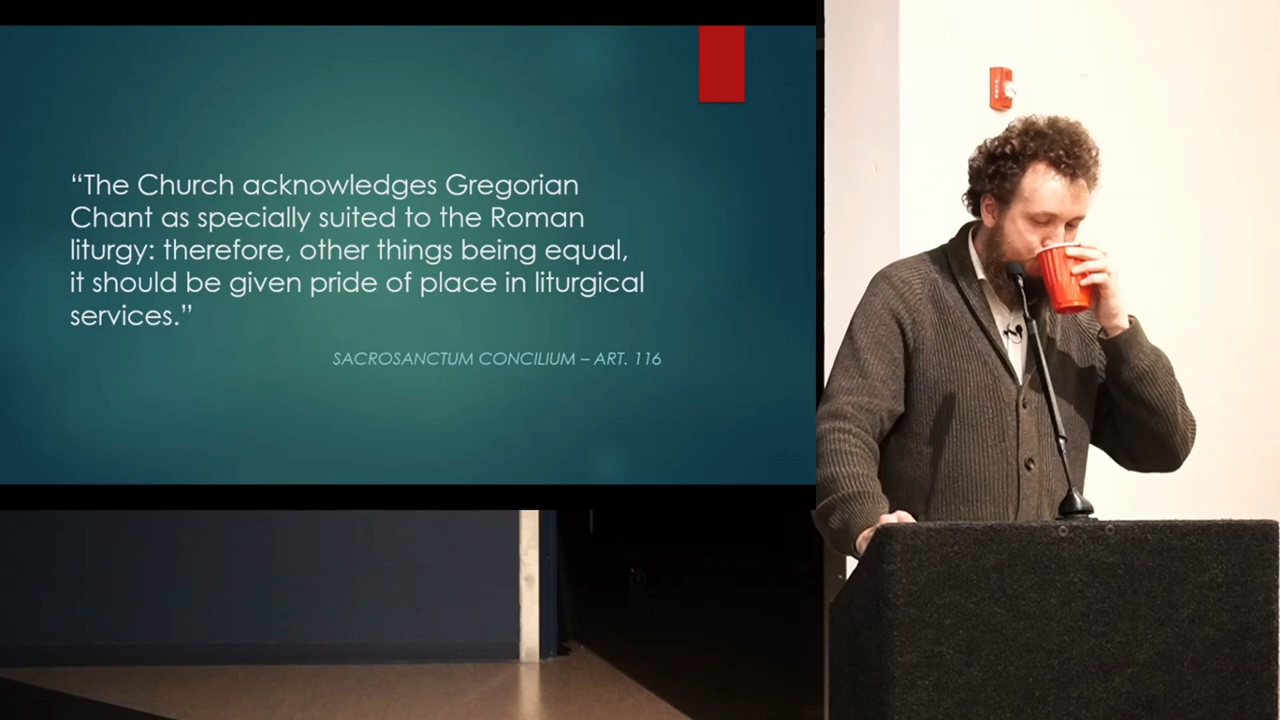 “The Church acknowledges Gregorian
Chant as specially suited to the Roman
liturgy: therefore, other things being equal,
it should be given pride of place in liturgical
services.”
SACROSANCTUM CONCILIUM – ART. 116